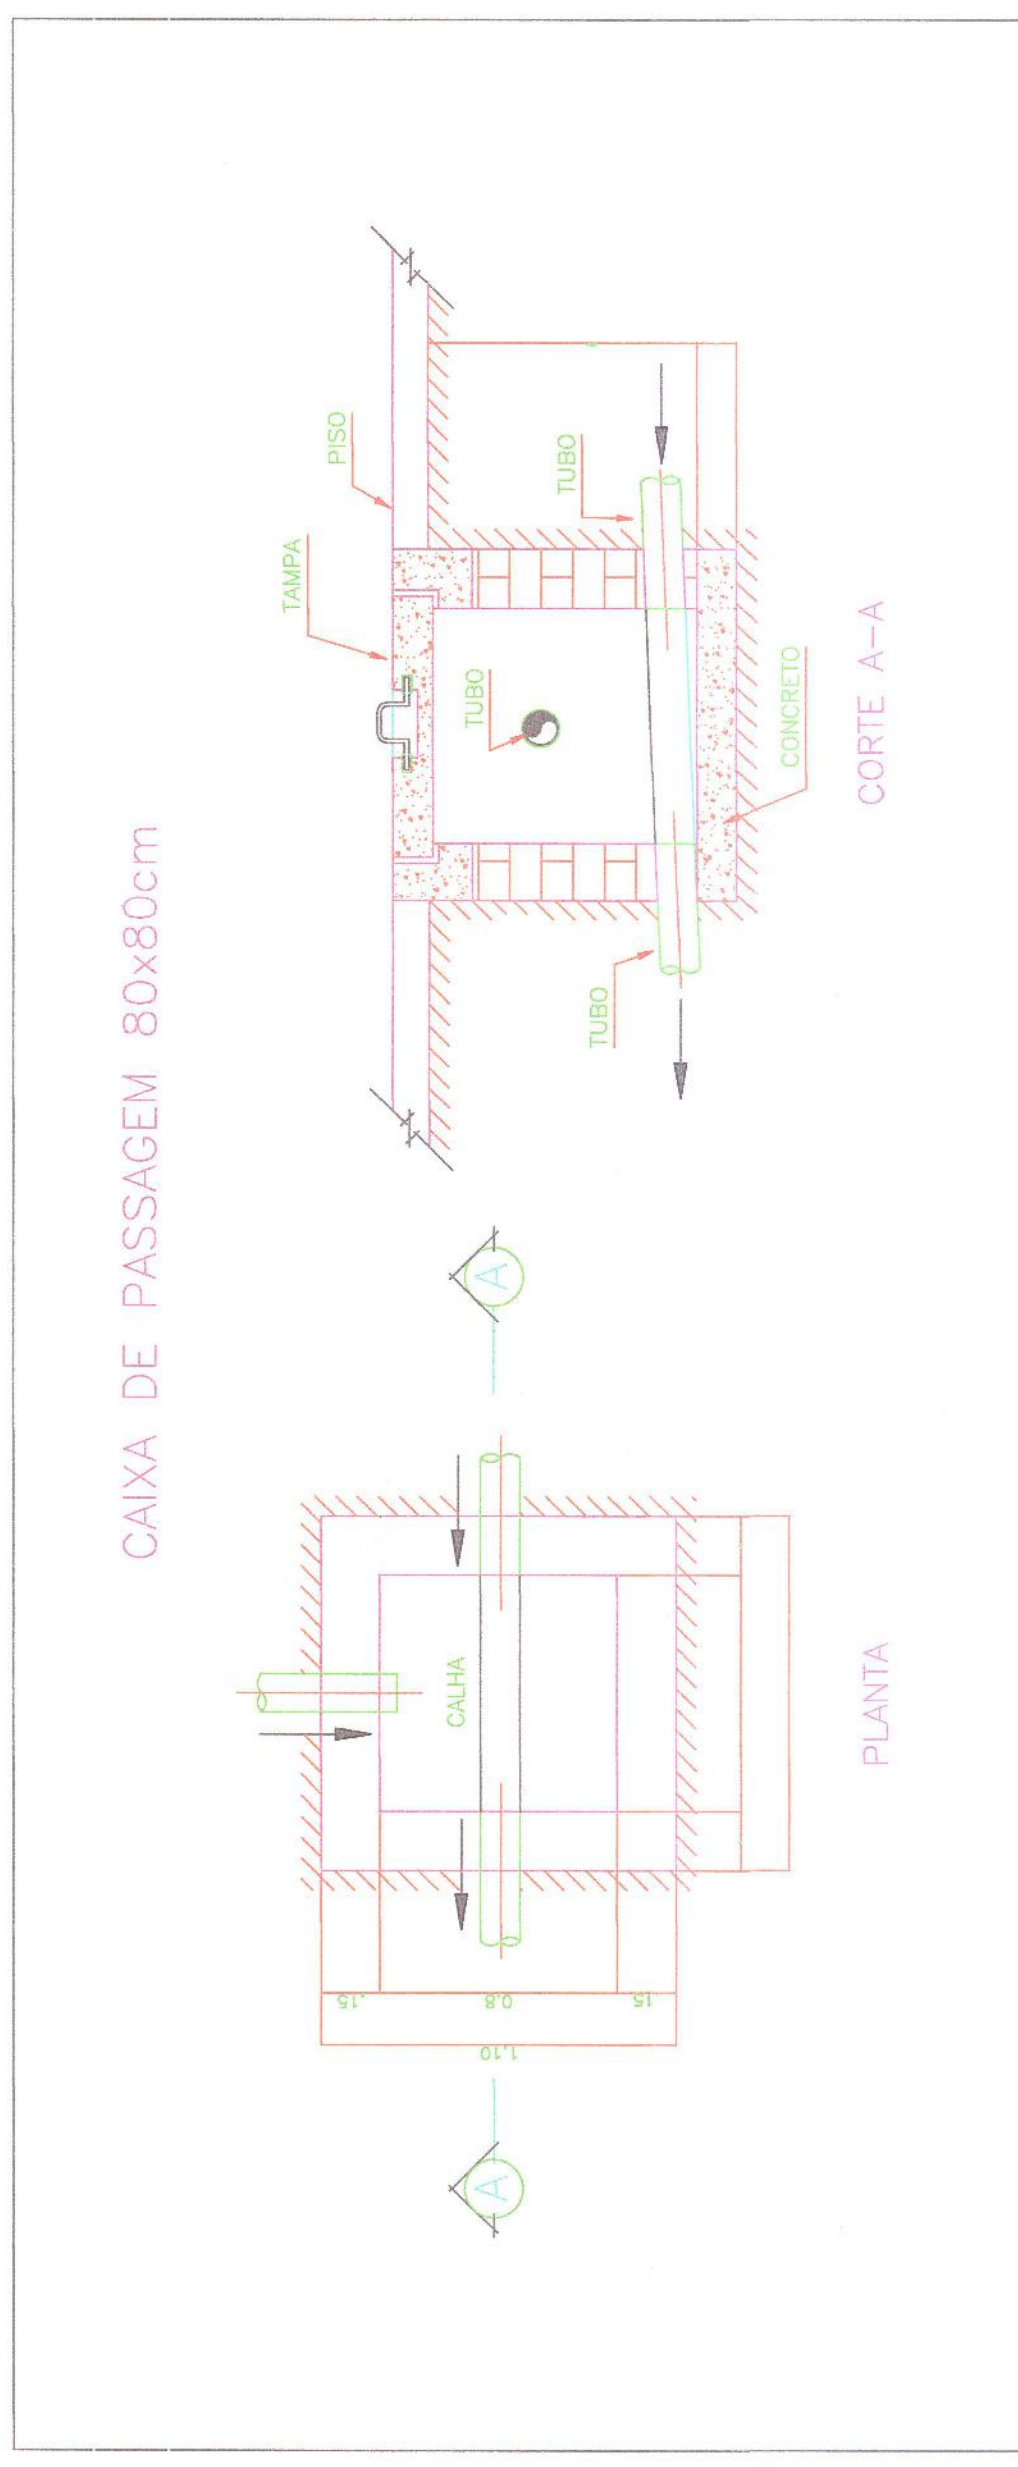 CAIXA DE PASSAGEM 80x80cm
CALHA
.15
0.8
.15
1.10
A
A
PLANTA
TAMPA
PISO
TUBO
TUBO
TUBO
CONCRETO
CORTE A-A